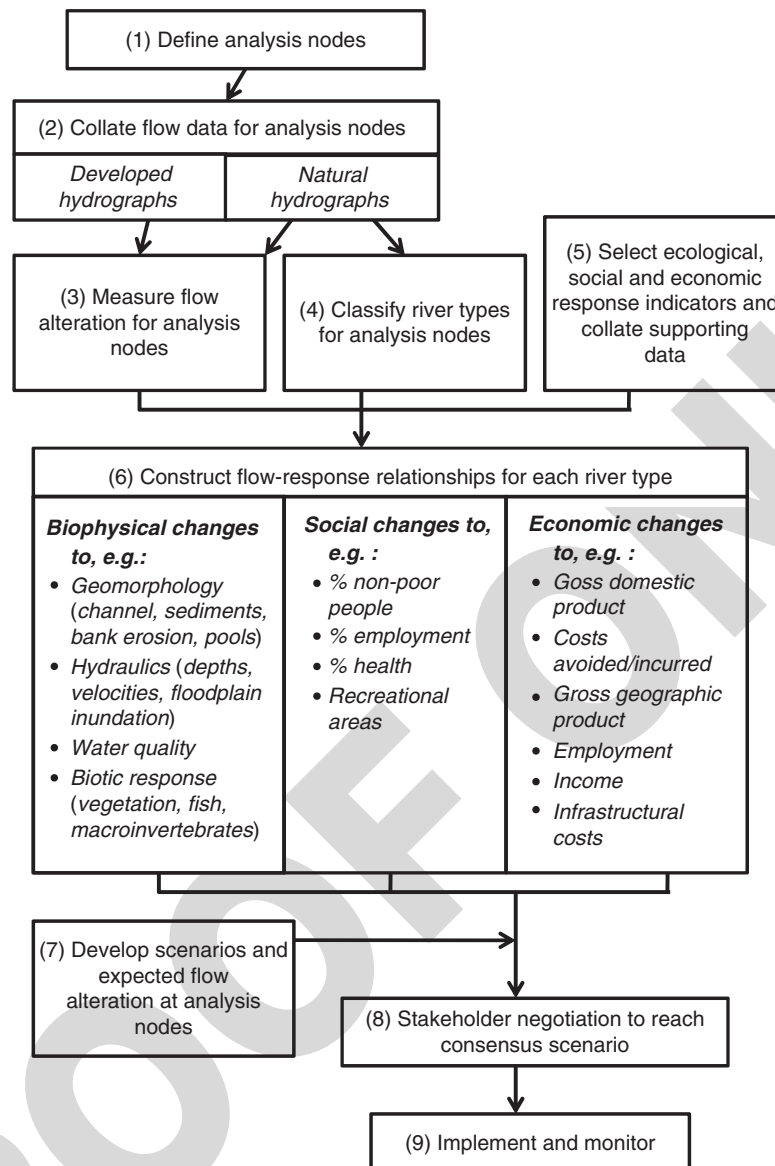 (1) Define analysis nodes
(2) Collate flow data for analysis nodes
Developed
hydrographs
Natural
hydrographs
(3) Measure flow
alteration for analysis
nodes
(4) Classify river types
for analysis nodes
(5) Select ecological,
social and economic
response indicators and
collate supporting
data
(6) Construct flow-response relationships for each river type
Biophysical changes
to, e.g.:
• Geomorphology
(channel, sediments,
bank erosion, pools)
• Hydraulics (depths,
velocities, floodplain
inundation)
• Water quality
• Biotic response
(vegetation, fish,
macroinvertebrates)
Social changes to,
e.g. :
• % non-poor
people
• % employment
• % health
• Recreational
areas
Economic changes
to, e.g. :
• Goss domestic
product
• Costs
avoided/incurred
• Gross geographic
product
• Employment
• Income
• Infrastructural
costs
(7) Develop scenarios and
expected flow
alteration at analysis
nodes
(8) Stakeholder negotiation to reach
consensus scenario
(9) Implement and monitor